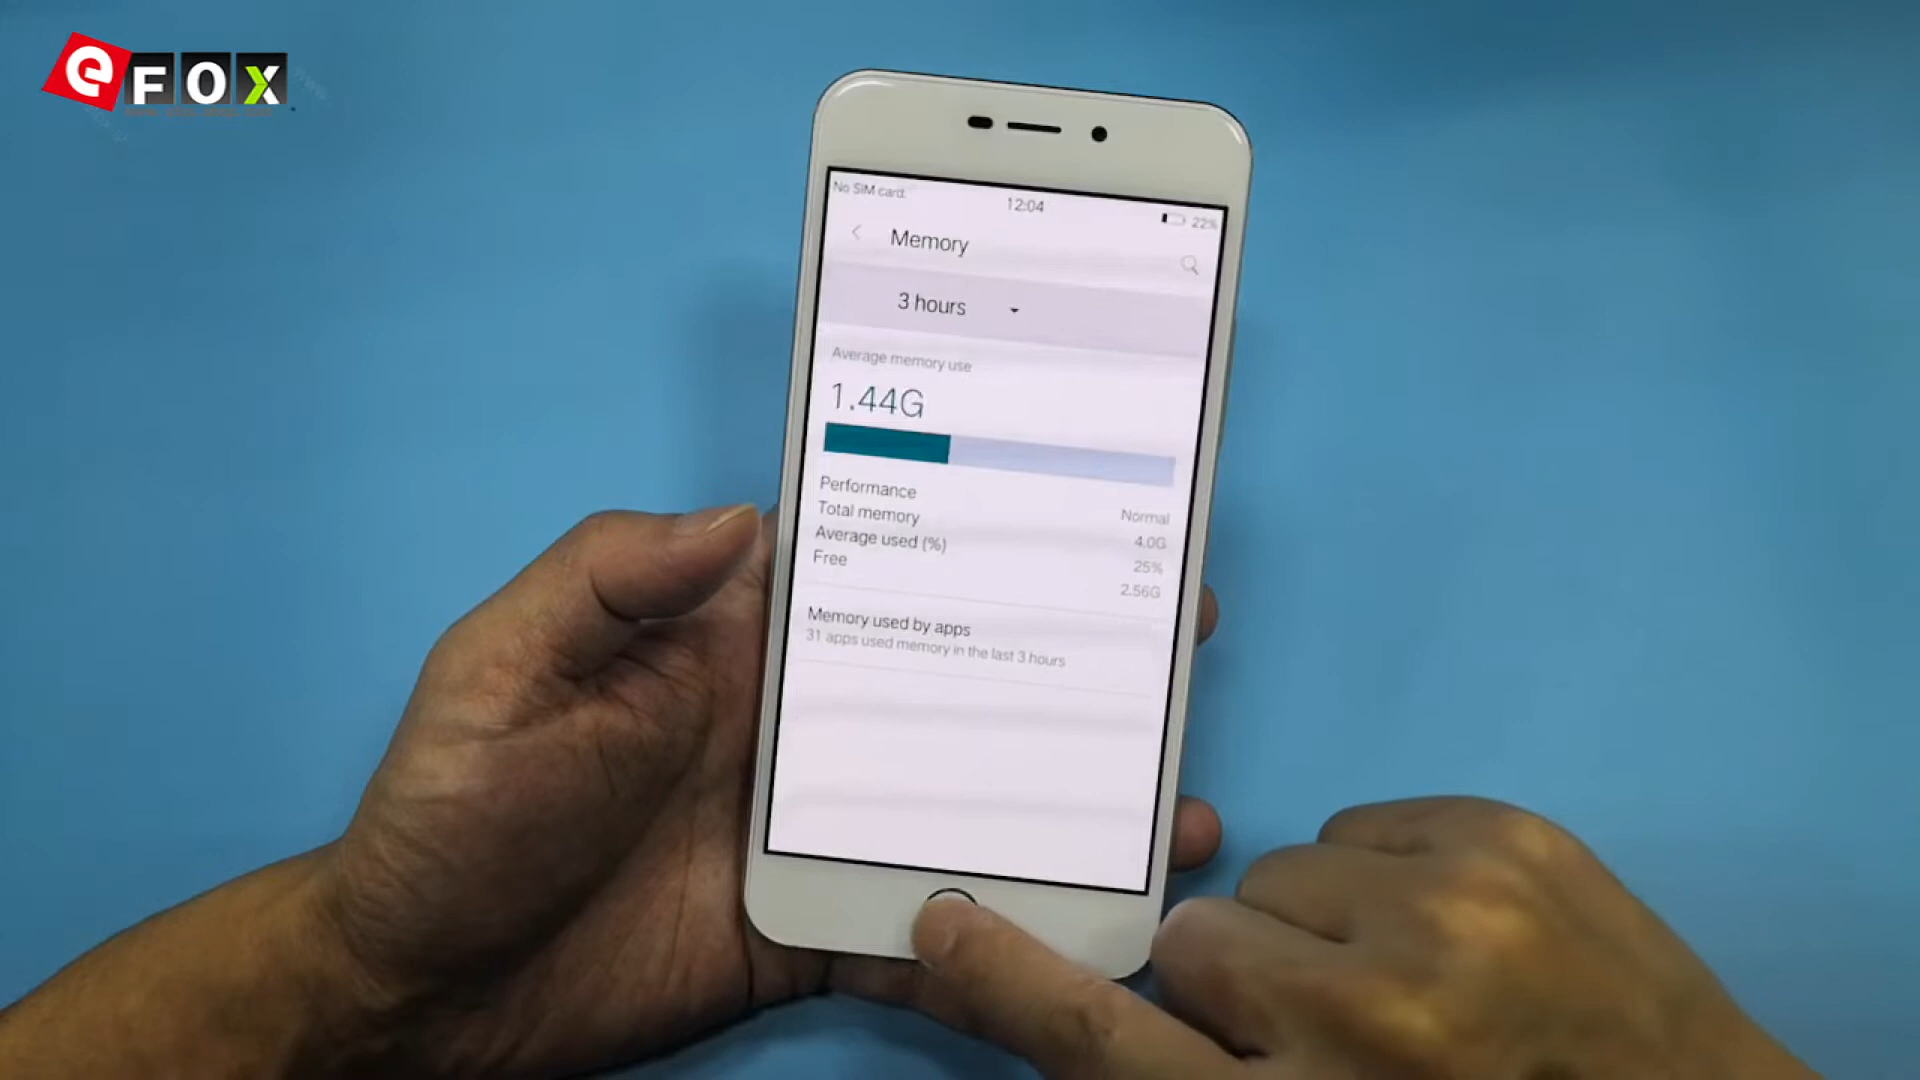 eFOX
No SIM card.
12:04
22%
Memory
3 hours
Average memory use
1.44G
Performance Normal
Total memory 4.0G
Average used (%) 25%
Free 2.56G
Memory used by apps
31 apps used memory in the last 3 hours